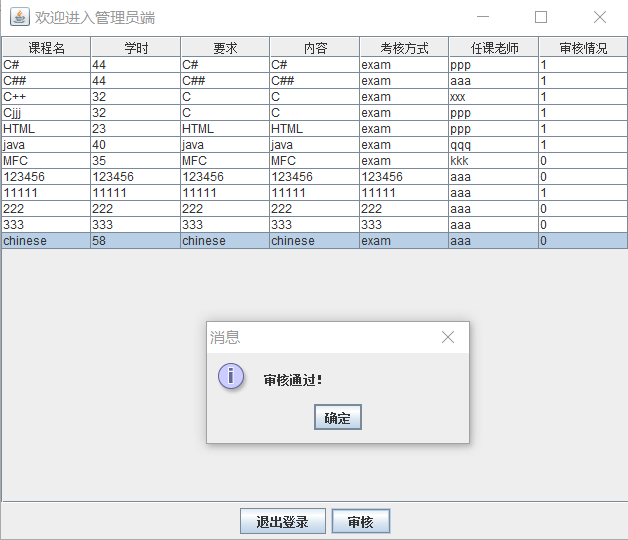 欢迎进入管理员端
课程名 学时 要求 内容 考核方式 任课老师 审核情况
C# 44 C# C# exam ppp 1
C## 44 C## C## exam aaa 1
C++ 32 C C exam xxx 1
Cjjj 32 C C exam ppp 1
HTML 23 HTML HTML exam ppp 1
java 40 java java exam qqq 1
MFC 35 MFC MFC exam kkk 0
123456 123456 123456 123456 123456 aaa 0
11111 11111 11111 11111 11111 aaa 1
222 222 222 222 222 aaa 0
333 333 333 333 333 aaa 0
chinese 58 chinese chinese exam aaa 0
消息
审核通过!
确定
退出登录 审核